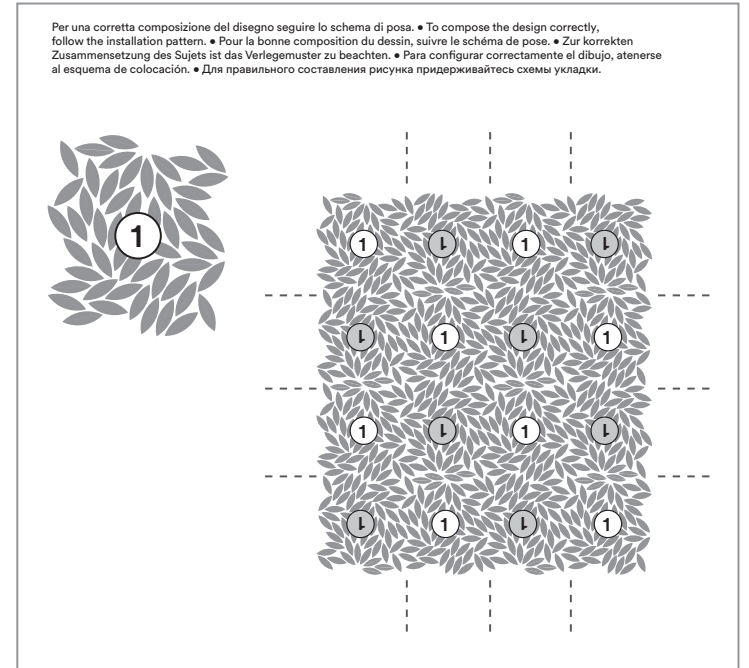 Per una corretta composizione del disegno seguire lo schema di posa. • To compose the design correctly,
follow the installation pattern. • Pour la bonne composition du dessin, suivre le schéma de pose. • Zur korrekten
Zusammensetzung des Sujets ist das Verlegemuster zu beachten. • Para configurar correctamente el dibujo, atenerse
al esquema de colocación. • Для правильного составления рисунка придерживайтесь схемы укладки.
1
1 1 1 1
1 1 1 1
1 1 1 1
1 1 1 1